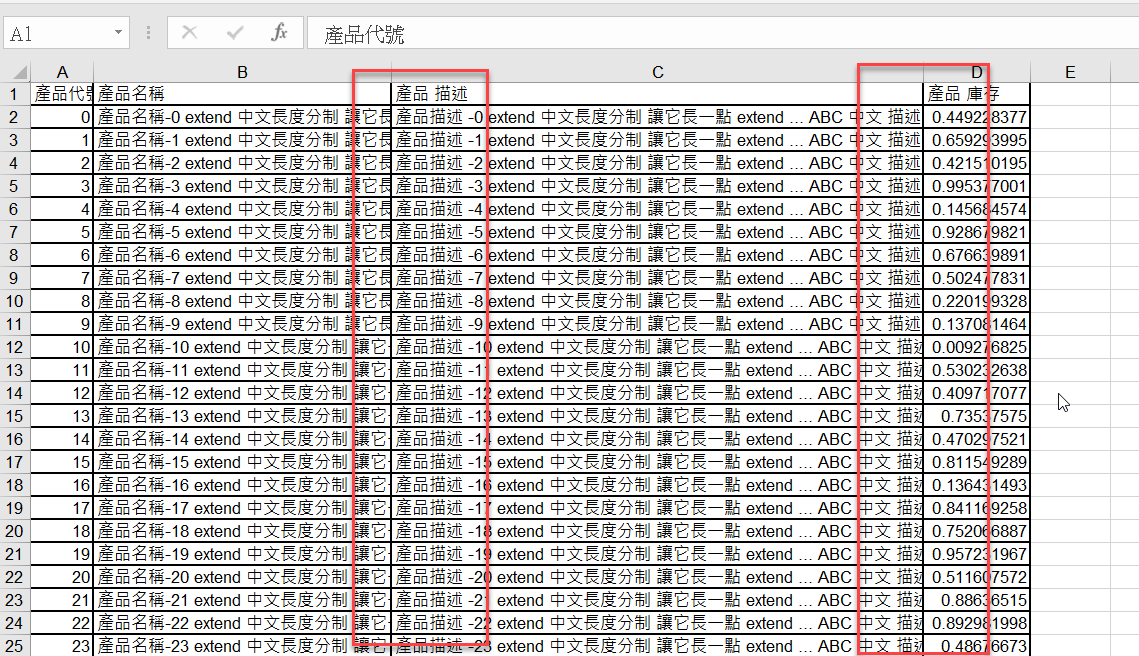 A1 fx 產品代號
A B C D E
1 產品代號 產品名稱 產品 描述 產品 庫存
2 0 產品名稱-0 extend 中文長度分制 讓它長 產品描述 -0 extend 中文長度分制 讓它長一點 extend ... ABC 中文 描述 0.449228377
3 1 產品名稱-1 extend 中文長度分制 讓它長 產品描述 -1 extend 中文長度分制 讓它長一點 extend ... ABC 中文 描述 0.659293995
4 2 產品名稱-2 extend 中文長度分制 讓它長 產品描述 -2 extend 中文長度分制 讓它長一點 extend ... ABC 中文 描述 0.421510195
5 3 產品名稱-3 extend 中文長度分制 讓它長 產品描述 -3 extend 中文長度分制 讓它長一點 extend ... ABC 中文 描述 0.995377001
6 4 產品名稱-4 extend 中文長度分制 讓它長 產品描述 -4 extend 中文長度分制 讓它長一點 extend ... ABC 中文 描述 0.145684574
7 5 產品名稱-5 extend 中文長度分制 讓它長 產品描述 -5 extend 中文長度分制 讓它長一點 extend ... ABC 中文 描述 0.928679821
8 6 產品名稱-6 extend 中文長度分制 讓它長 產品描述 -6 extend 中文長度分制 讓它長一點 extend ... ABC 中文 描述 0.676639891
9 7 產品名稱-7 extend 中文長度分制 讓它長 產品描述 -7 extend 中文長度分制 讓它長一點 extend ... ABC 中文 描述 0.502477831
10 8 產品名稱-8 extend 中文長度分制 讓它長 產品描述 -8 extend 中文長度分制 讓它長一點 extend ... ABC 中文 描述 0.220199328
11 9 產品名稱-9 extend 中文長度分制 讓它長 產品描述 -9 extend 中文長度分制 讓它長一點 extend ... ABC 中文 描述 0.137081464
12 10 產品名稱-10 extend 中文長度分制 讓它 產品描述 -10 extend 中文長度分制 讓它長一點 extend ... ABC 中文 描述 0.009276825
13 11 產品名稱-11 extend 中文長度分制 讓它 產品描述 -11 extend 中文長度分制 讓它長一點 extend ... ABC 中文 描述 0.530232638
14 12 產品名稱-12 extend 中文長度分制 讓它 產品描述 -12 extend 中文長度分制 讓它長一點 extend ... ABC 中文 描述 0.409717077
15 13 產品名稱-13 extend 中文長度分制 讓它 產品描述 -13 extend 中文長度分制 讓它長一點 extend ... ABC 中文 描述 0.73537575
16 14 產品名稱-14 extend 中文長度分制 讓它 產品描述 -14 extend 中文長度分制 讓它長一點 extend ... ABC 中文 描述 0.470297521
17 15 產品名稱-15 extend 中文長度分制 讓它 產品描述 -15 extend 中文長度分制 讓它長一點 extend ... ABC 中文 描述 0.811549289
18 16 產品名稱-16 extend 中文長度分制 讓它 產品描述 -16 extend 中文長度分制 讓它長一點 extend ... ABC 中文 描述 0.136431493
19 17 產品名稱-17 extend 中文長度分制 讓它 產品描述 -17 extend 中文長度分制 讓它長一點 extend ... ABC 中文 描述 0.841169258
20 18 產品名稱-18 extend 中文長度分制 讓它 產品描述 -18 extend 中文長度分制 讓它長一點 extend ... ABC 中文 描述 0.752066887
21 19 產品名稱-19 extend 中文長度分制 讓它 產品描述 -19 extend 中文長度分制 讓它長一點 extend ... ABC 中文 描述 0.957231967
22 20 產品名稱-20 extend 中文長度分制 讓它 產品描述 -20 extend 中文長度分制 讓它長一點 extend ... ABC 中文 描述 0.511607572
23 21 產品名稱-21 extend 中文長度分制 讓它 產品描述 -21 extend 中文長度分制 讓它長一點 extend ... ABC 中文 描述 0.88636515
24 22 產品名稱-22 extend 中文長度分制 讓它 產品描述 -22 extend 中文長度分制 讓它長一點 extend ... ABC 中文 描述 0.892981998
25 23 產品名稱-23 extend 中文長度分制 讓它 產品描述 -23 extend 中文長度分制 讓它長一點 extend ... ABC 中文 描述 0.48676673